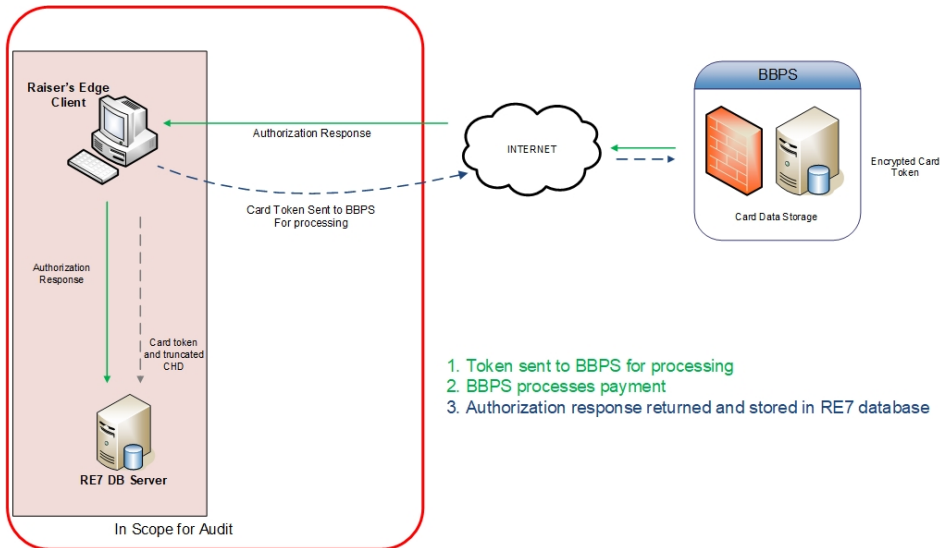 Raiser's Edge
Client
Authorization Response
INTERNET
BBPS
Encrypted Card
Token
Card Data Storage
Card Token Sent to BBPS
For processing
Authorization
Response
Card token
and truncated
CHD
RE7 DB Server
In Scope for Audit
1. Token sent to BBPS for processing
2. BBPS processes payment
3. Authorization response returned and stored in RE7 database